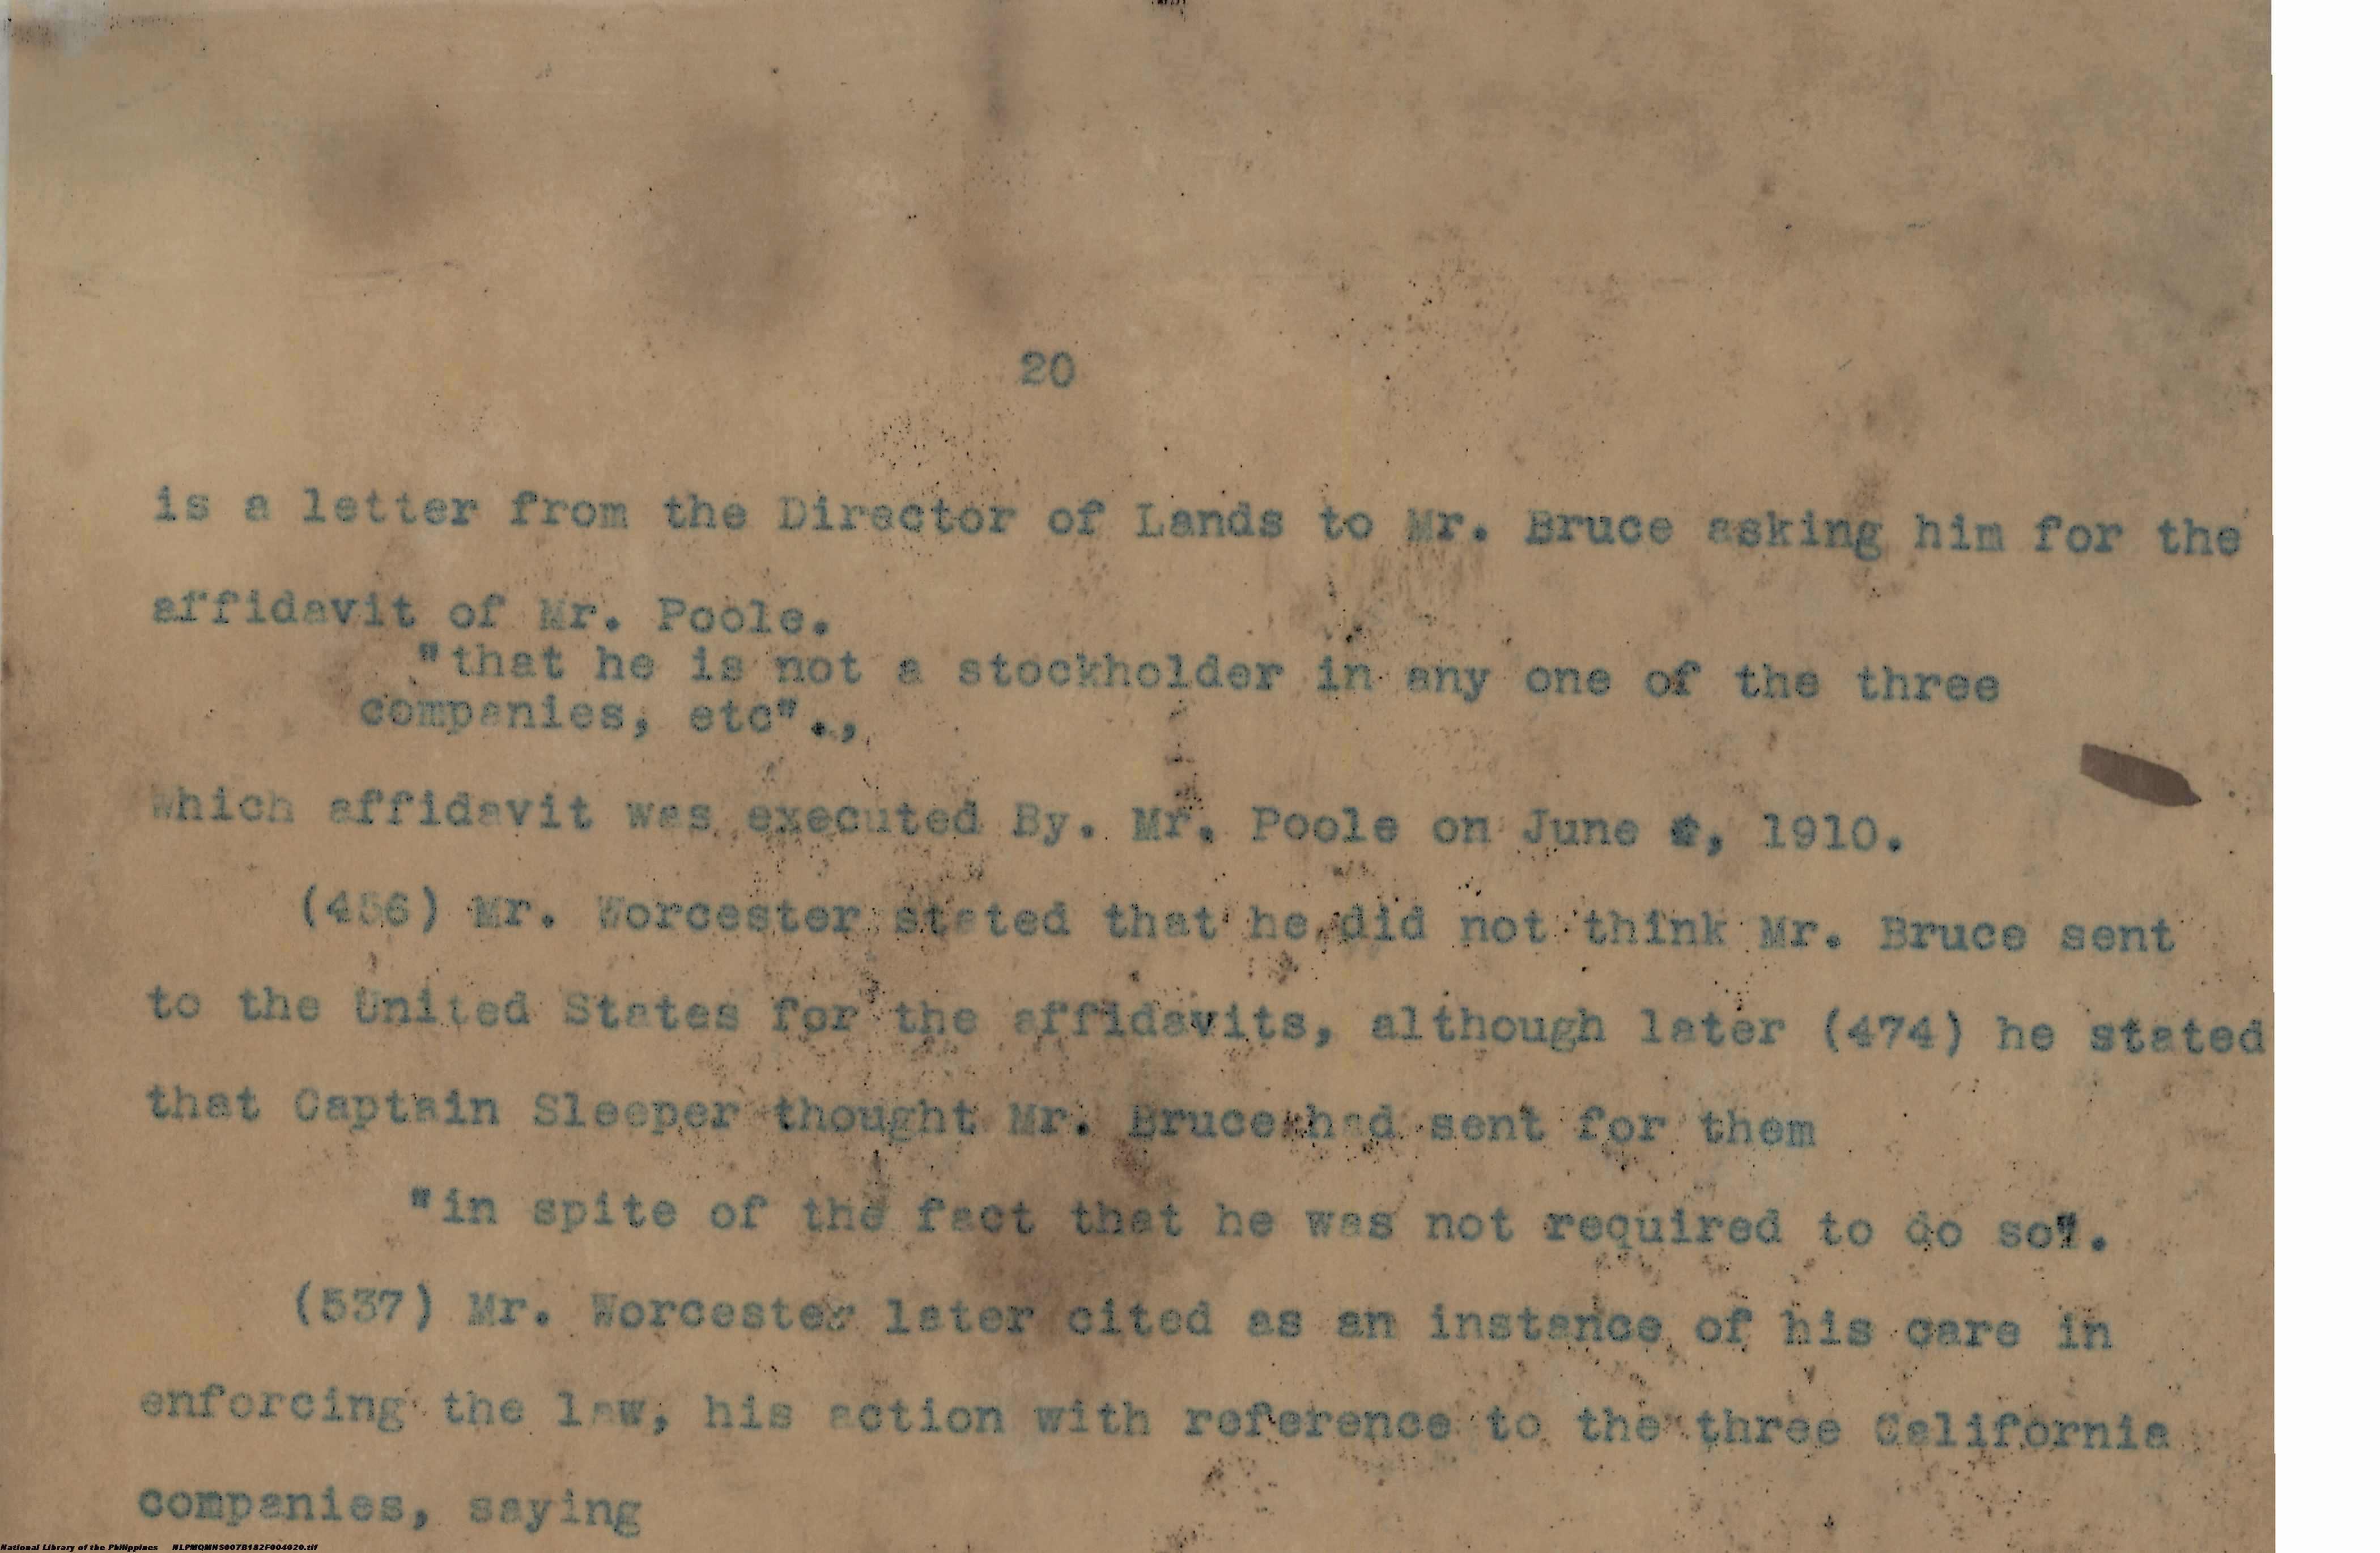 20
is a letter from the Director of Lands to Mr. Bruce asking him for the
affidavit of Mr. Poole.
"that he is not a stockholder in any one of the three
companies, etc".,
which affidavit was executed By. Mr. Poole on June , 1910.
(456) Mr. Worcester stated that he did not think Mr. Bruce sent
to the United States for the affidavits, although later (474) he stated
that Captain Sleeper thought Mr. Bruce had sent for them
"in spite of the fact that he was not required to do so".
(537) Mr. Worcester later cited as an instance of his care in
enforcing the law, his action with reference to the three California
companies, saying
National Library of the Philippines NLPMQMNS007B182F004020.tif